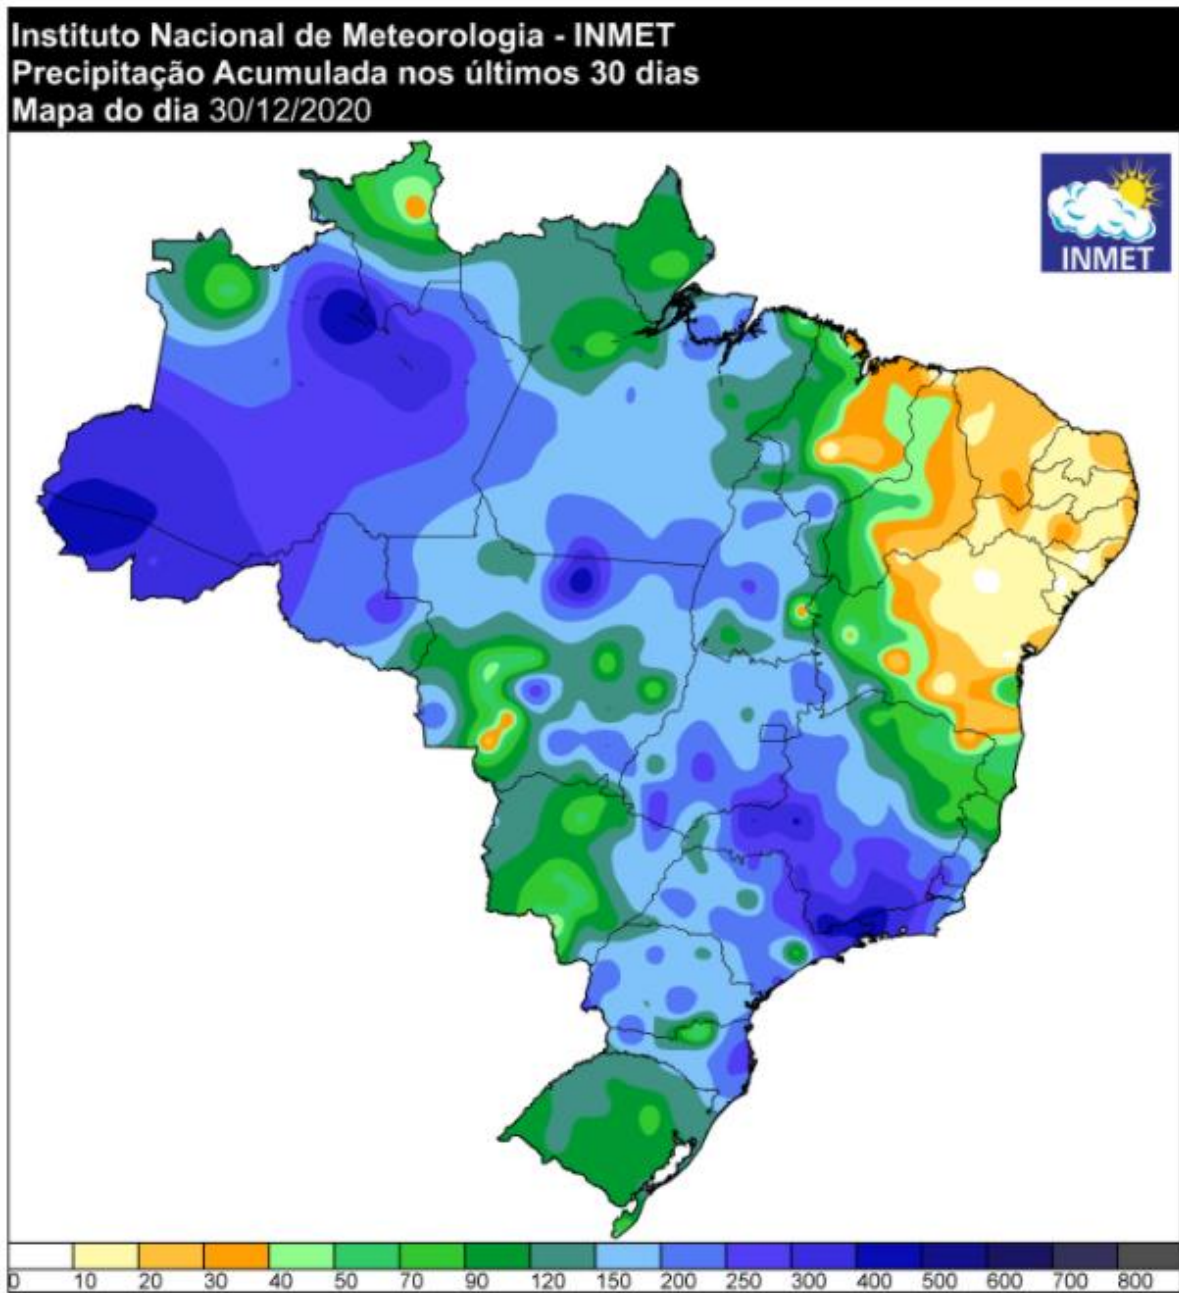 Instituto Nacional de Meteorologia - INMET
Precipitação Acumulada nos últimos 30 dias
Mapa do dia 30/12/2020
INMET
0 10 20 30 40 50 70 90 120 150 200 250 300 400 500 600 700 800